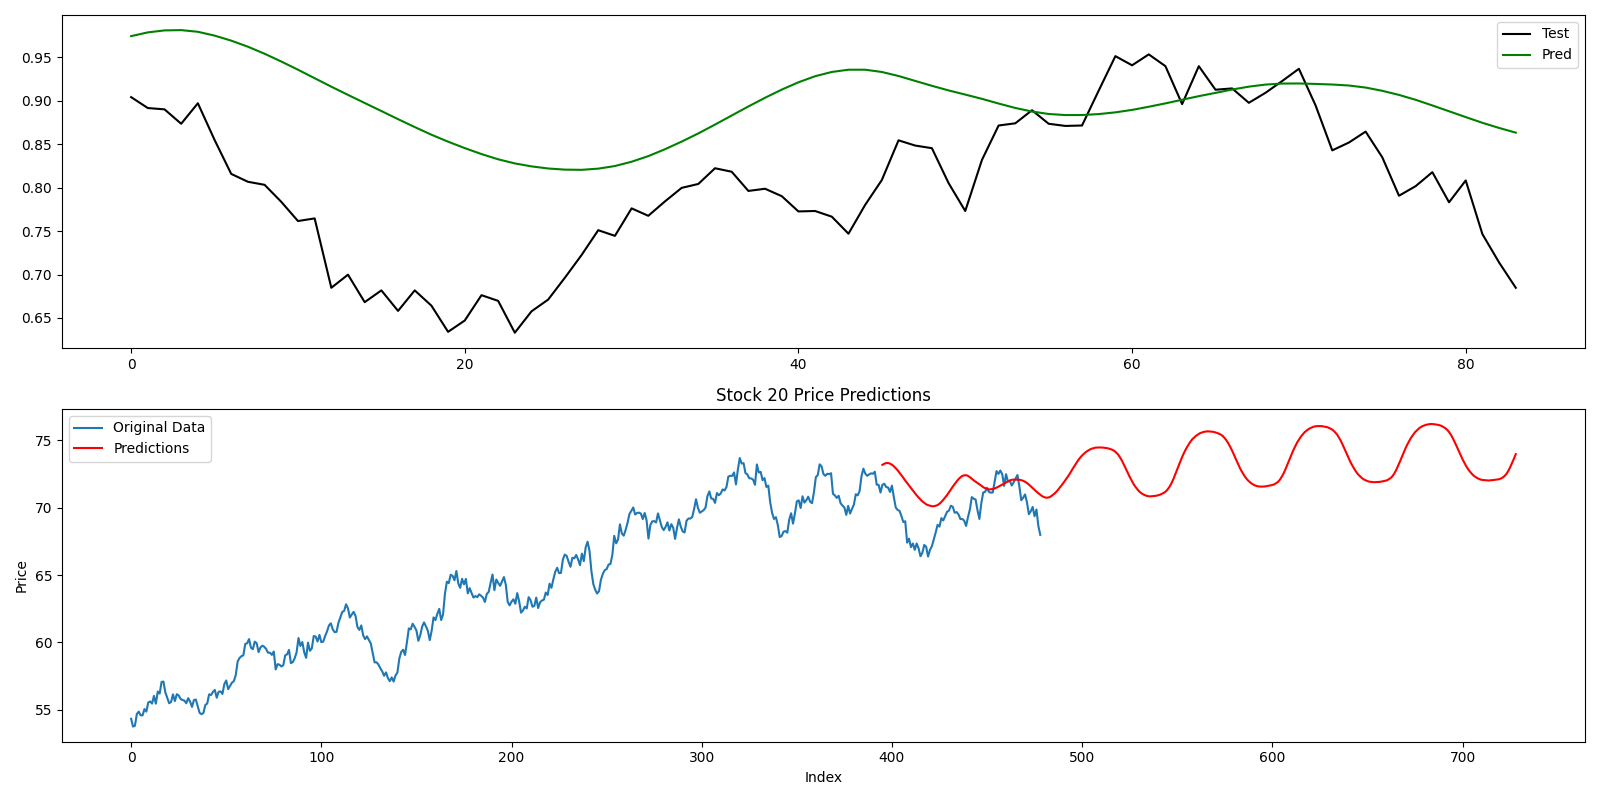 0.95
0.90
0.85
0.80
0.75
0.70
0.65
Test
Pred
0 20 40 60 80
Stock 20 Price Predictions
Original Data
Predictions
Price
75
70
65
60
55
0 100 200 300 400 500 600 700
Index